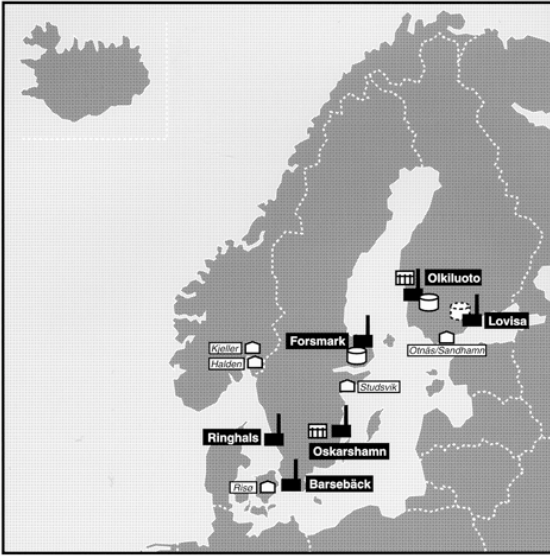 Olkiluoto
Lovisa
Forsmark
Kjeller
Halden
Otnäs/Sandhamn
Studsvik
Ringhals
Oskarshamn
Risø
Barsebäck